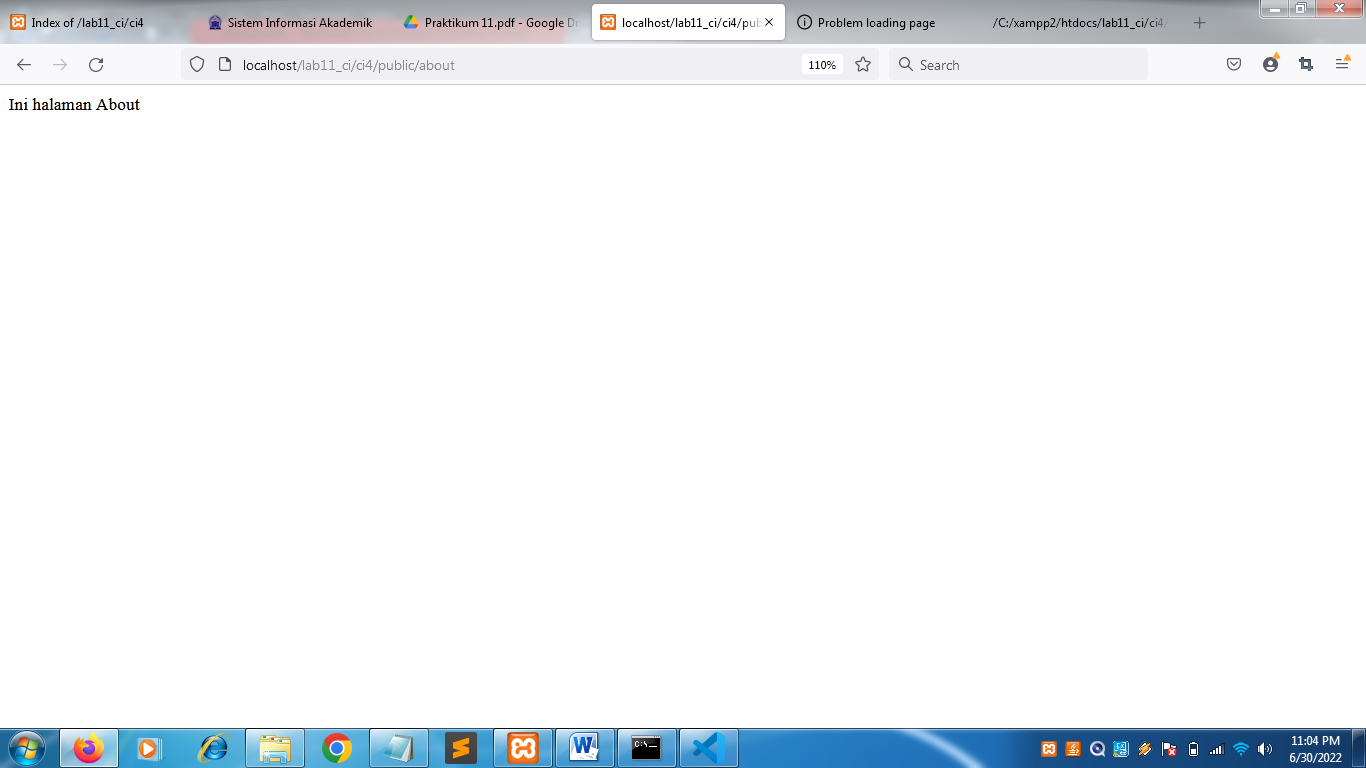 Index of /lab11_ci/ci4
Sistem Informasi Akademik
Praktikum 11.pdf - Google D
localhost/lab11_ci/ci4/pub
Problem loading page
/C:/xampp2/htdocs/lab11_ci/ci4/
localhost/lab11_ci/ci4/public/about
110%
Search
Ini halaman About
C:\_
11:04 PM
6/30/2022